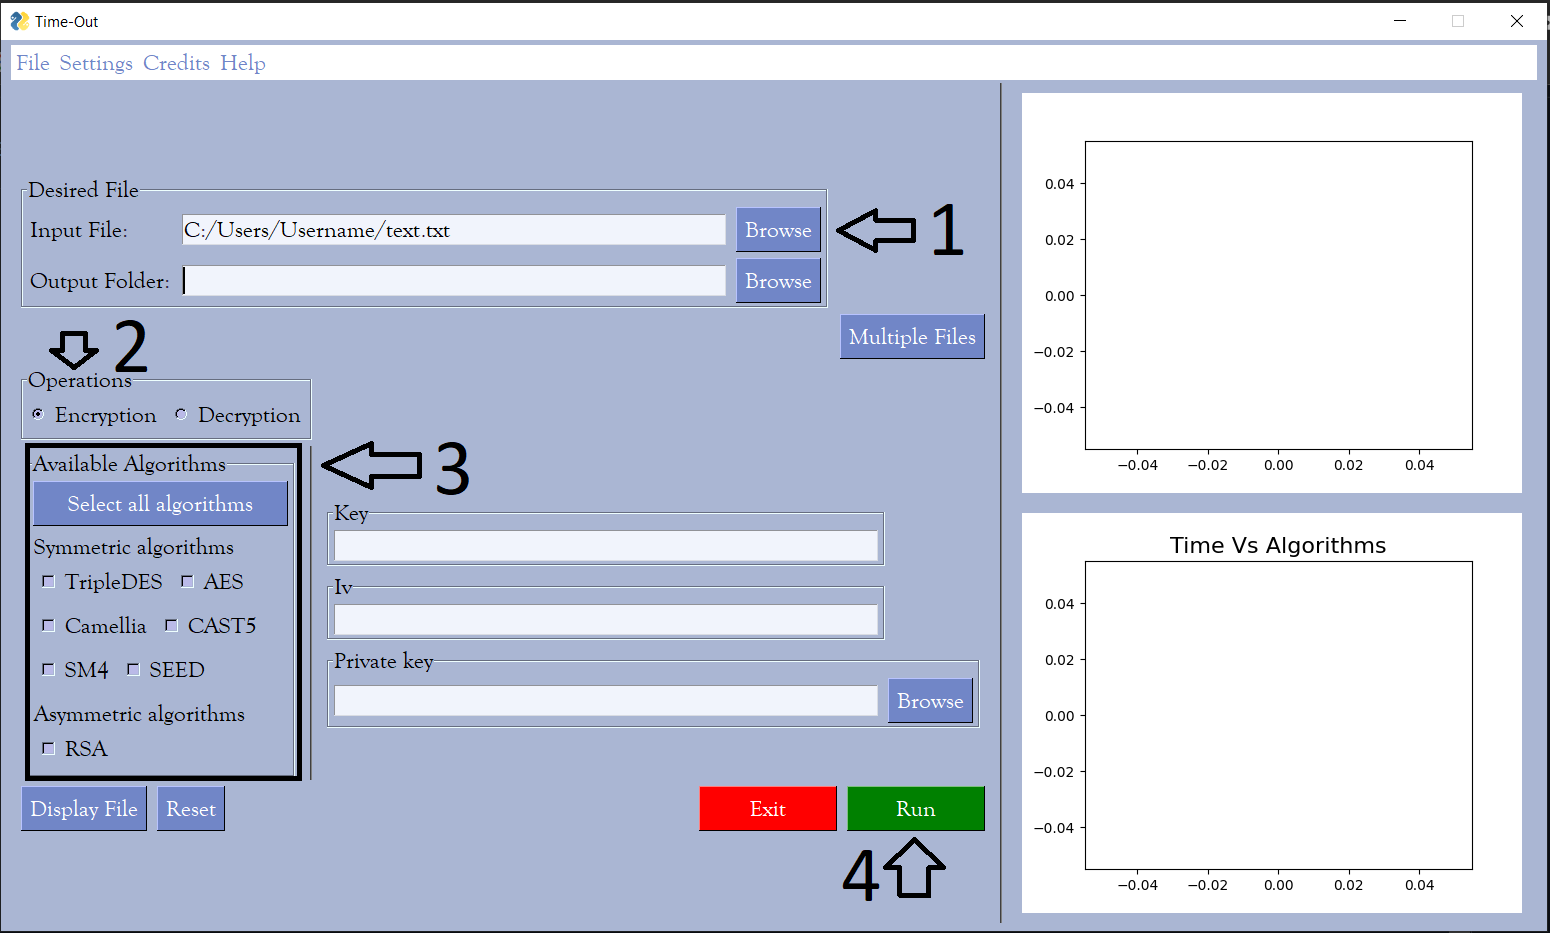 Time-Out
File Settings Credits Help
Desired File
Input File: C:/Users/Username/text.txt Browse 1
Output Folder: Browse
Multiple Files
2
Operations
Encryption Decryption
3
Available Algorithms
Select all algorithms
Symmetric algorithms
TripleDES AES
Camellia CAST5
SM4 SEED
Asymmetric algorithms
RSA
Key
Iv
Private key
Browse
Display File Reset Exit Run
4
0.04
0.02
0.00
−0.02
−0.04
−0.04 −0.02 0.00 0.02 0.04
Time Vs Algorithms
0.04
0.02
0.00
−0.02
−0.04
−0.04 −0.02 0.00 0.02 0.04